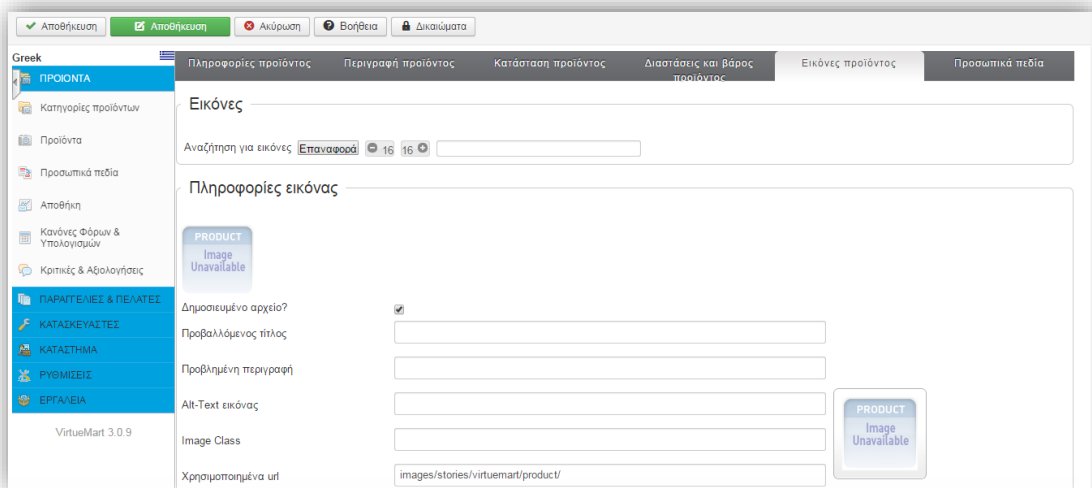 Αποθήκευση Αποθήκευση Ακύρωση Βοήθεια Δικαιώματα
Greek
ΠΡΟΪΟΝΤΑ
Κατηγορίες προϊόντων
Προϊόντα
Προσωπικά πεδία
Αποθήκη
Κανόνες Φόρων &
Υπολογισμών
Κριτικές & Αξιολογήσεις
ΠΑΡΑΓΓΕΛΙΕΣ & ΠΕΛΑΤΕΣ
ΚΑΤΑΣΚΕΥΑΣΤΕΣ
ΚΑΤΑΣΤΗΜΑ
ΡΥΘΜΙΣΕΙΣ
ΕΡΓΑΛΕΙΑ
VirtueMart 3.0.9
Πληροφορίες προϊόντος Περιγραφή προϊόντος Κατάσταση προϊόντος Διαστάσεις και βάρος προϊόντος Εικόνες προϊόντος Προσωπικά πεδία
Εικόνες
Αναζήτηση για εικόνες Επαναφορά 16 16
Πληροφορίες εικόνας
PRODUCT
Image
Unavailable
Δημοσιευμένο αρχείο?
Προβαλλόμενος τίτλος
Προβλημένη περιγραφή
Alt-Text εικόνας
Image Class
Χρησιμοποιημένα url images/stories/virtuemart/product/
PRODUCT
Image
Unavailable